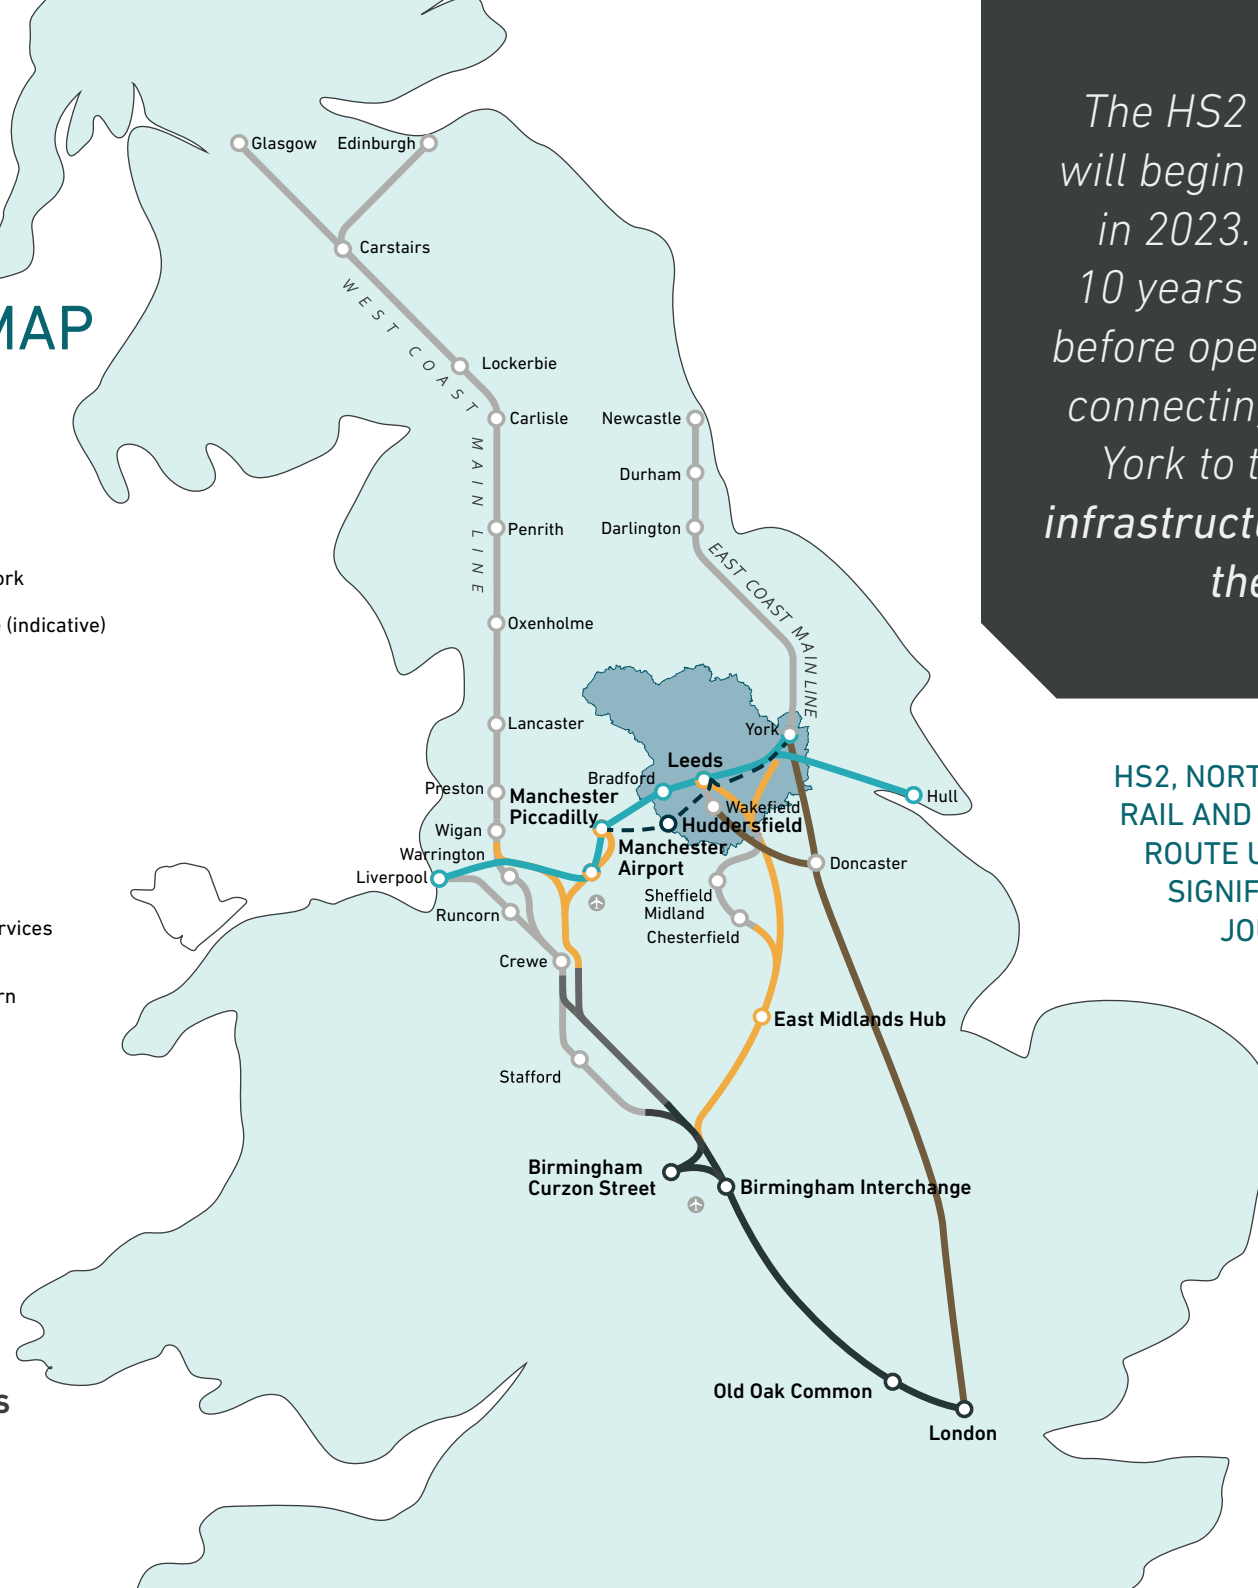 The HS2
will begin
in 2023.
10 years
before ope
connecting
York to t
infrastruct
the
MAP
ork
(indicative)
rvices
rn
s
Glasgow
Edinburgh
Carstairs
WEST COAST MAIN LINE
Lockerbie
Carlisle
Newcastle
Durham
Penrith
Darlington
EAST COAST MAIN LINE
Oxenholme
Lancaster
York
Leeds
Bradford
Preston
Manchester
Piccadilly
Wakefield
Hull
Huddersfield
Wigan
Warrington
Manchester
Airport
Liverpool
Doncaster
Sheffield
Midland
Runcorn
Chesterfield
Crewe
East Midlands Hub
Stafford
Birmingham
Curzon Street
Birmingham Interchange
Old Oak Common
London
HS2, NORT
RAIL AND
ROUTE U
SIGNIF
JO